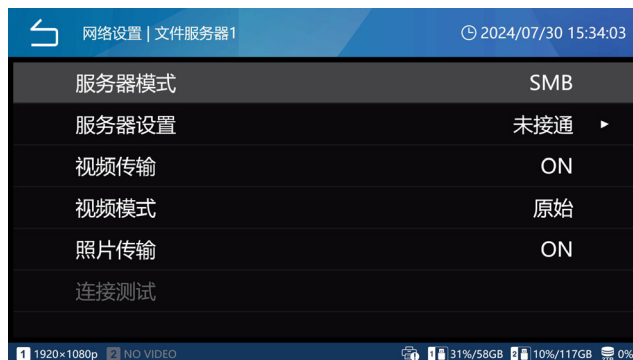 网络设置 | 文件服务器1 2024/07/30 15:34:03
服务器模式 SMB
服务器设置 未接通
视频传输 ON
视频模式 原始
照片传输 ON
连接测试
1 1920×1080p 2 NO VIDEO 1 31%/58GB 2 10%/117GB 0%